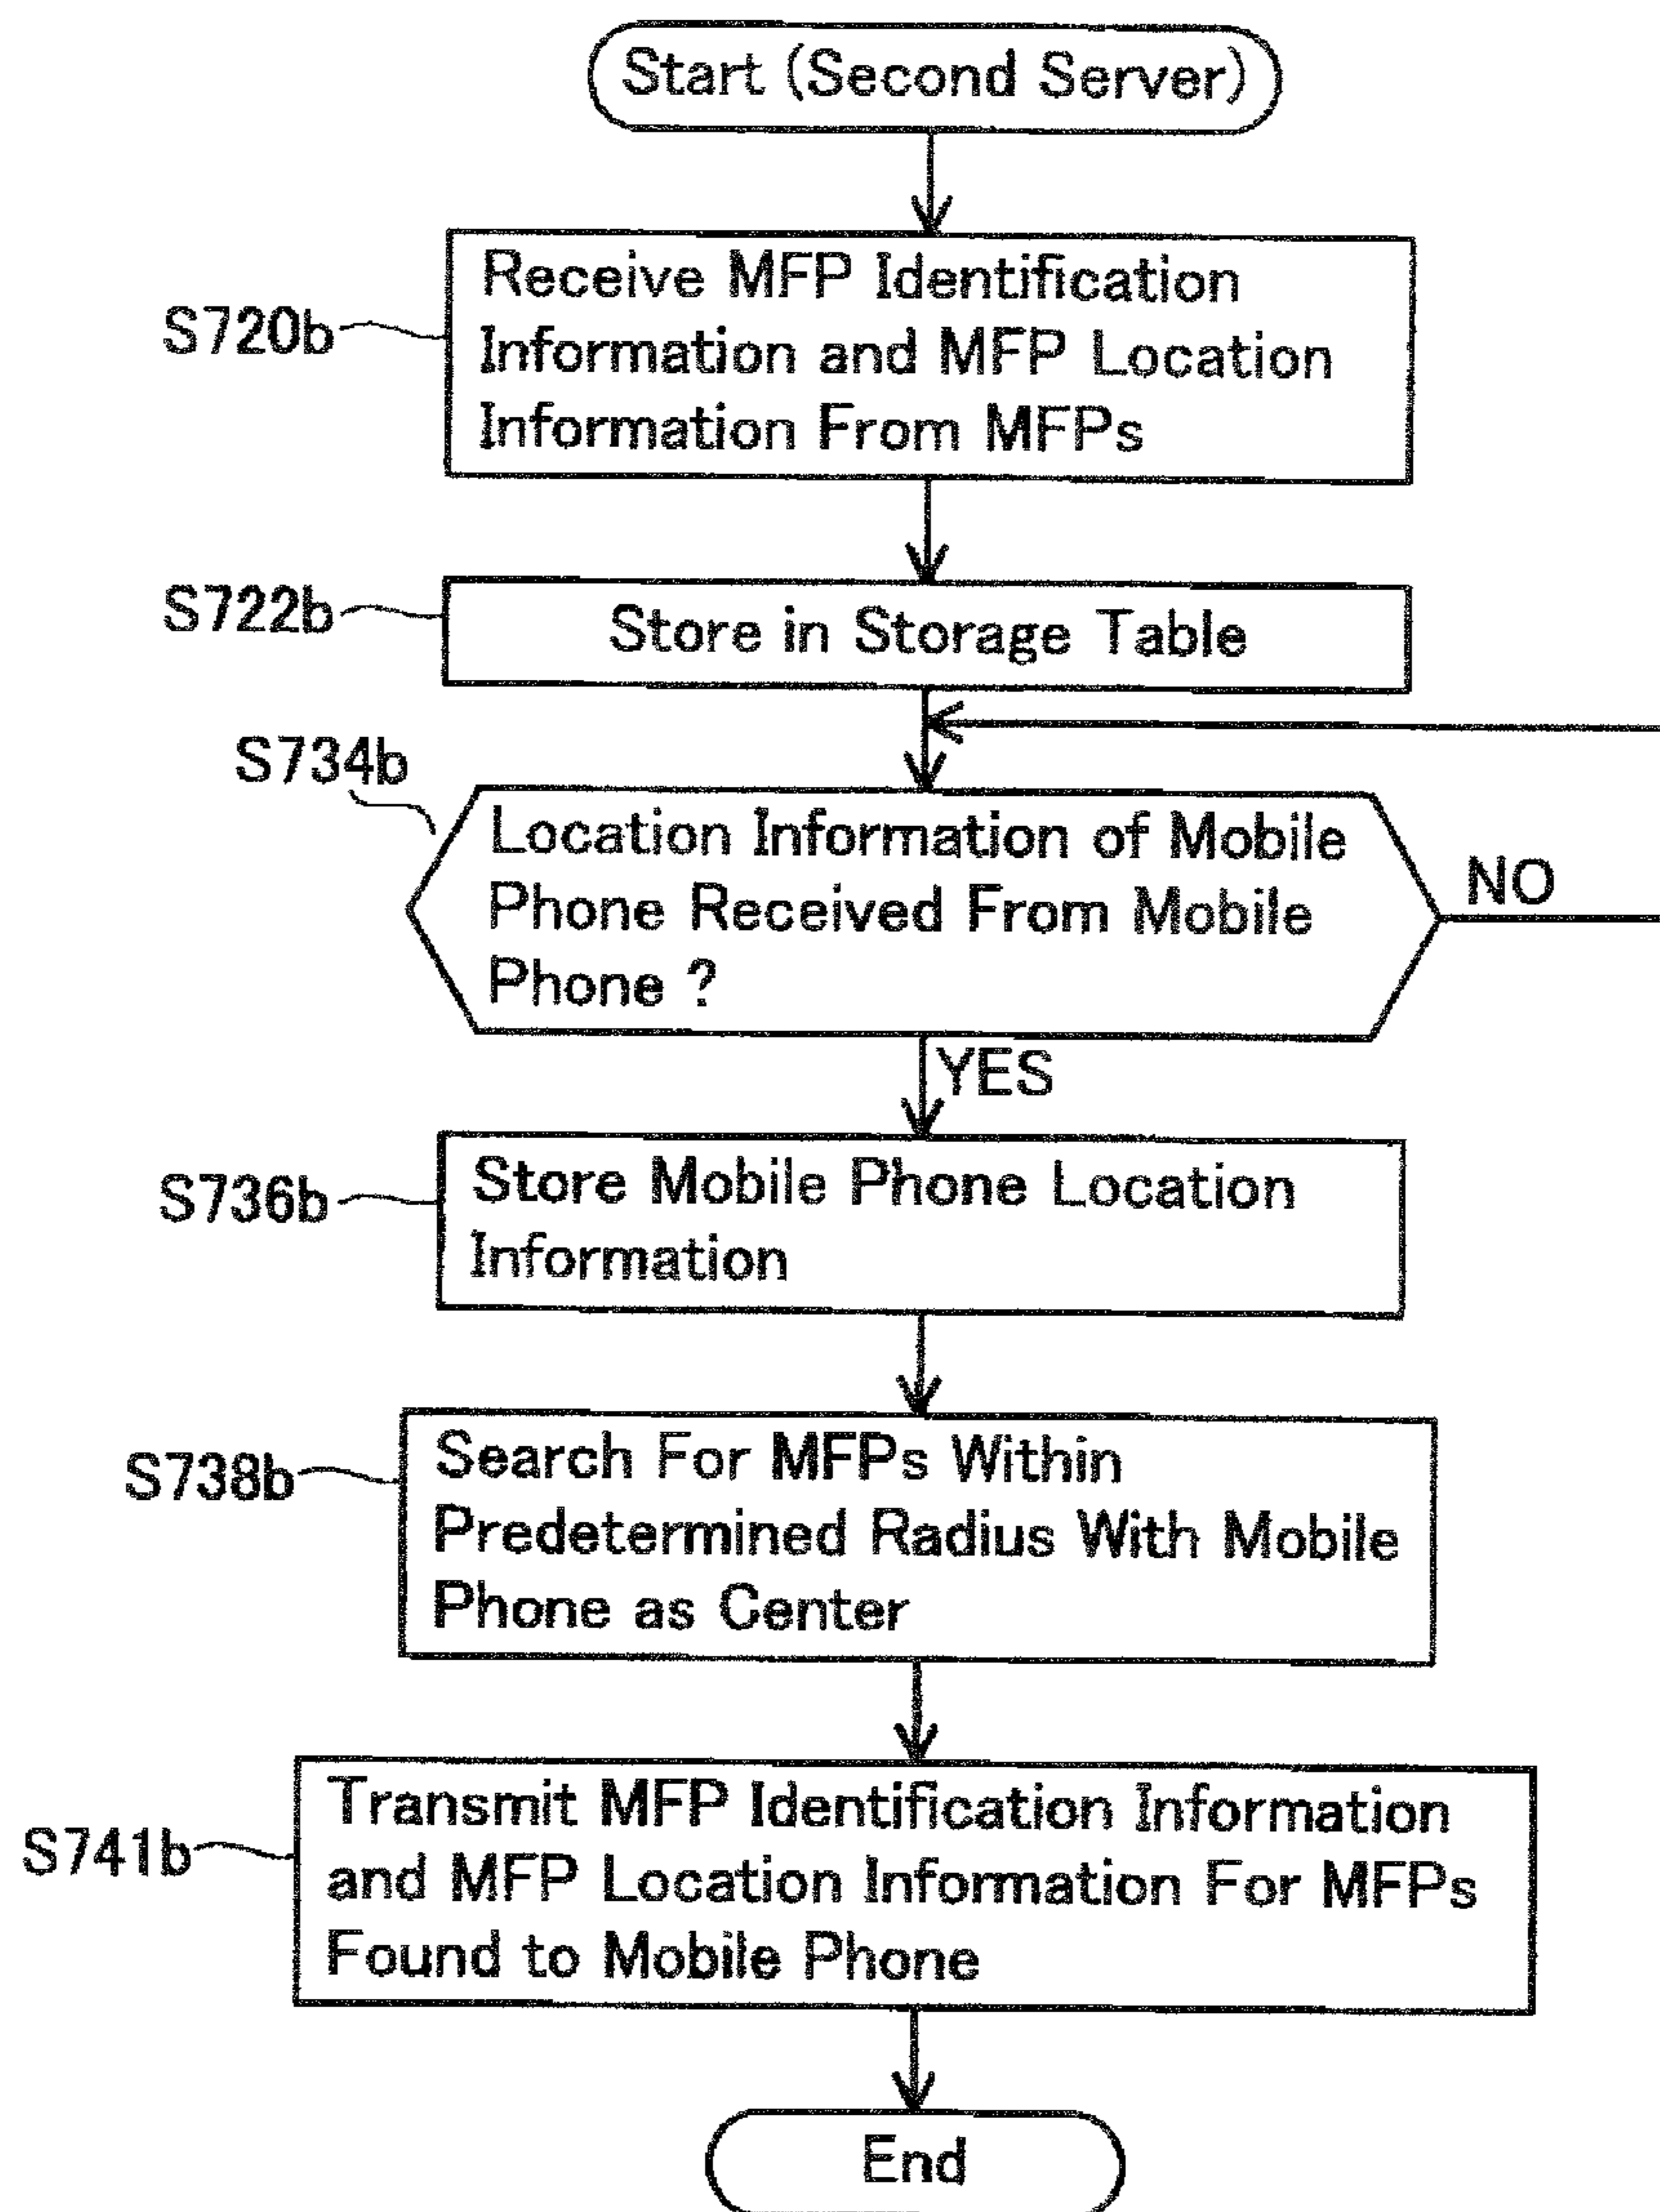 Start (Second Server)
S720b
Receive MFP Identification
Information and MFP Location
Information From MFPs
S722b
Store in Storage Table
S734b
Location Information of Mobile
Phone Received From Mobile
Phone ?
NO
YES
S736b
Store Mobile Phone Location
Information
S738b
Search For MFPs Within
Predetermined Radius With Mobile
Phone as Center
S741b
Transmit MFP Identification Information
and MFP Location Information For MFPs
Found to Mobile Phone
End